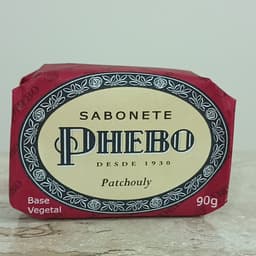 SABONETE
PHEBO
DESDE 1930
Patchouly
Base
Vegetal
90g